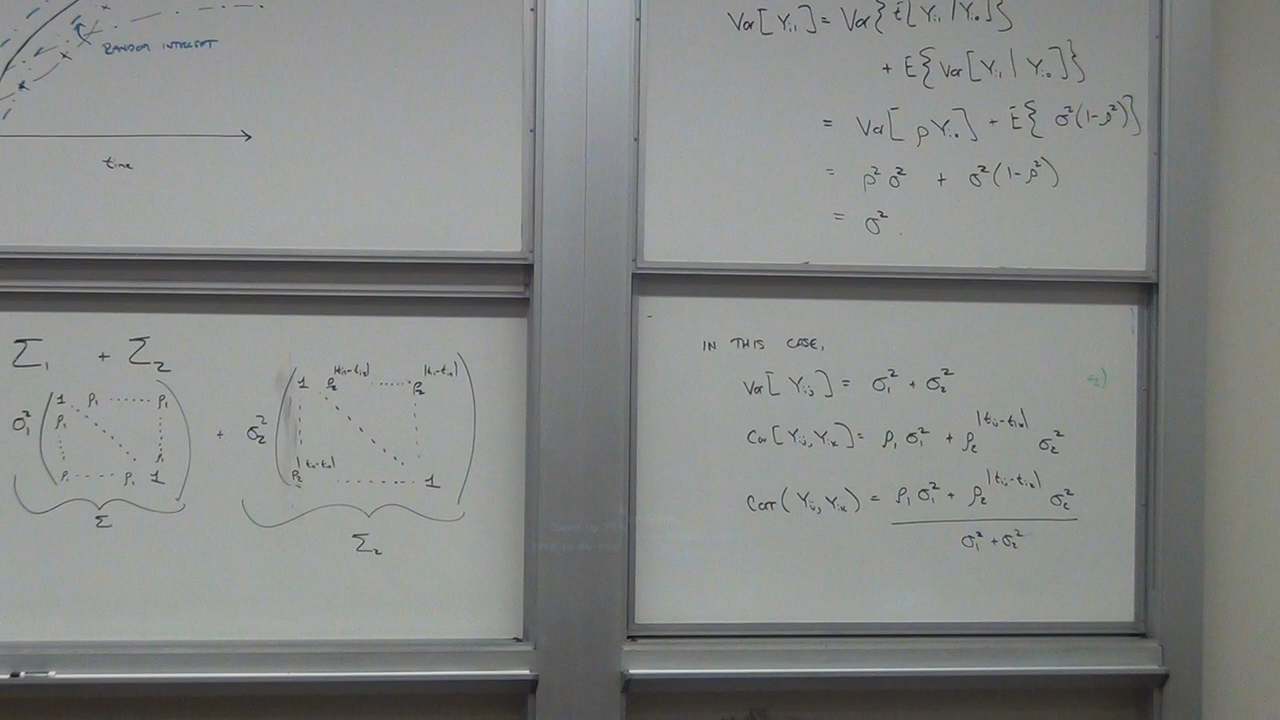 RANDOM INTERCEPT
time
Σ₁ + Σ₂
σ₁² ( 1 ρ₁ ...... ρ₁
ρ₁
ρ₁
ρ₁ ..... ρ₁ 1 )
+ σ₂² ( 1 ρ₂^|ti₁-ti₂| ...... ρ₂
1 )
Σ
Σ₂
Var[Yi₁] = Var{E[Yi₁|Yi₀]}
+ E{Var[Yi₁|Yi₀]}
= Var[ρYi₀] + E{σ²(1-ρ²)}
= ρ²σ² + σ²(1-ρ²)
= σ².
IN THIS CASE,
Var[Yij] = σ₁² + σ₂²
Cov[Yij,Yik] = ρ₁σ₁² + ρ₂^|tij-tik| σ₂²
Corr(Yij,Yik) = ρ₁σ₁² + ρ₂^|tij-tik| σ₂²
σ₁² + σ₂²